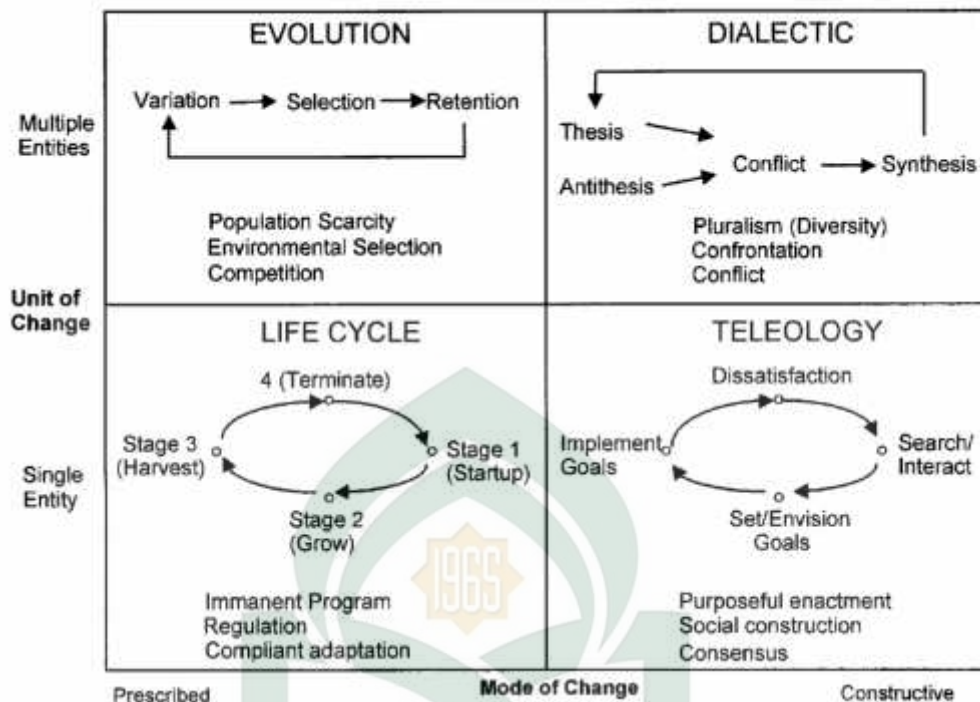 EVOLUTION
Variation Selection Retention
Population Scarcity
Environmental Selection
Competition
DIALECTIC
Thesis
Antithesis
Conflict
Synthesis
Pluralism (Diversity)
Confrontation
Conflict
Multiple
Entities
Unit of
Change
Single
Entity
LIFE CYCLE
4 (Terminate)
Stage 3
(Harvest)
Stage 1
(Startup)
Stage 2
(Grow)
1965
Immanent Program
Regulation
Compliant adaptation
TELEOLOGY
Dissatisfaction
Implement
Goals
Search/
Interact
Set/Envision
Goals
Purposeful enactment
Social construction
Consensus
Prescribed
Mode of Change
Constructive